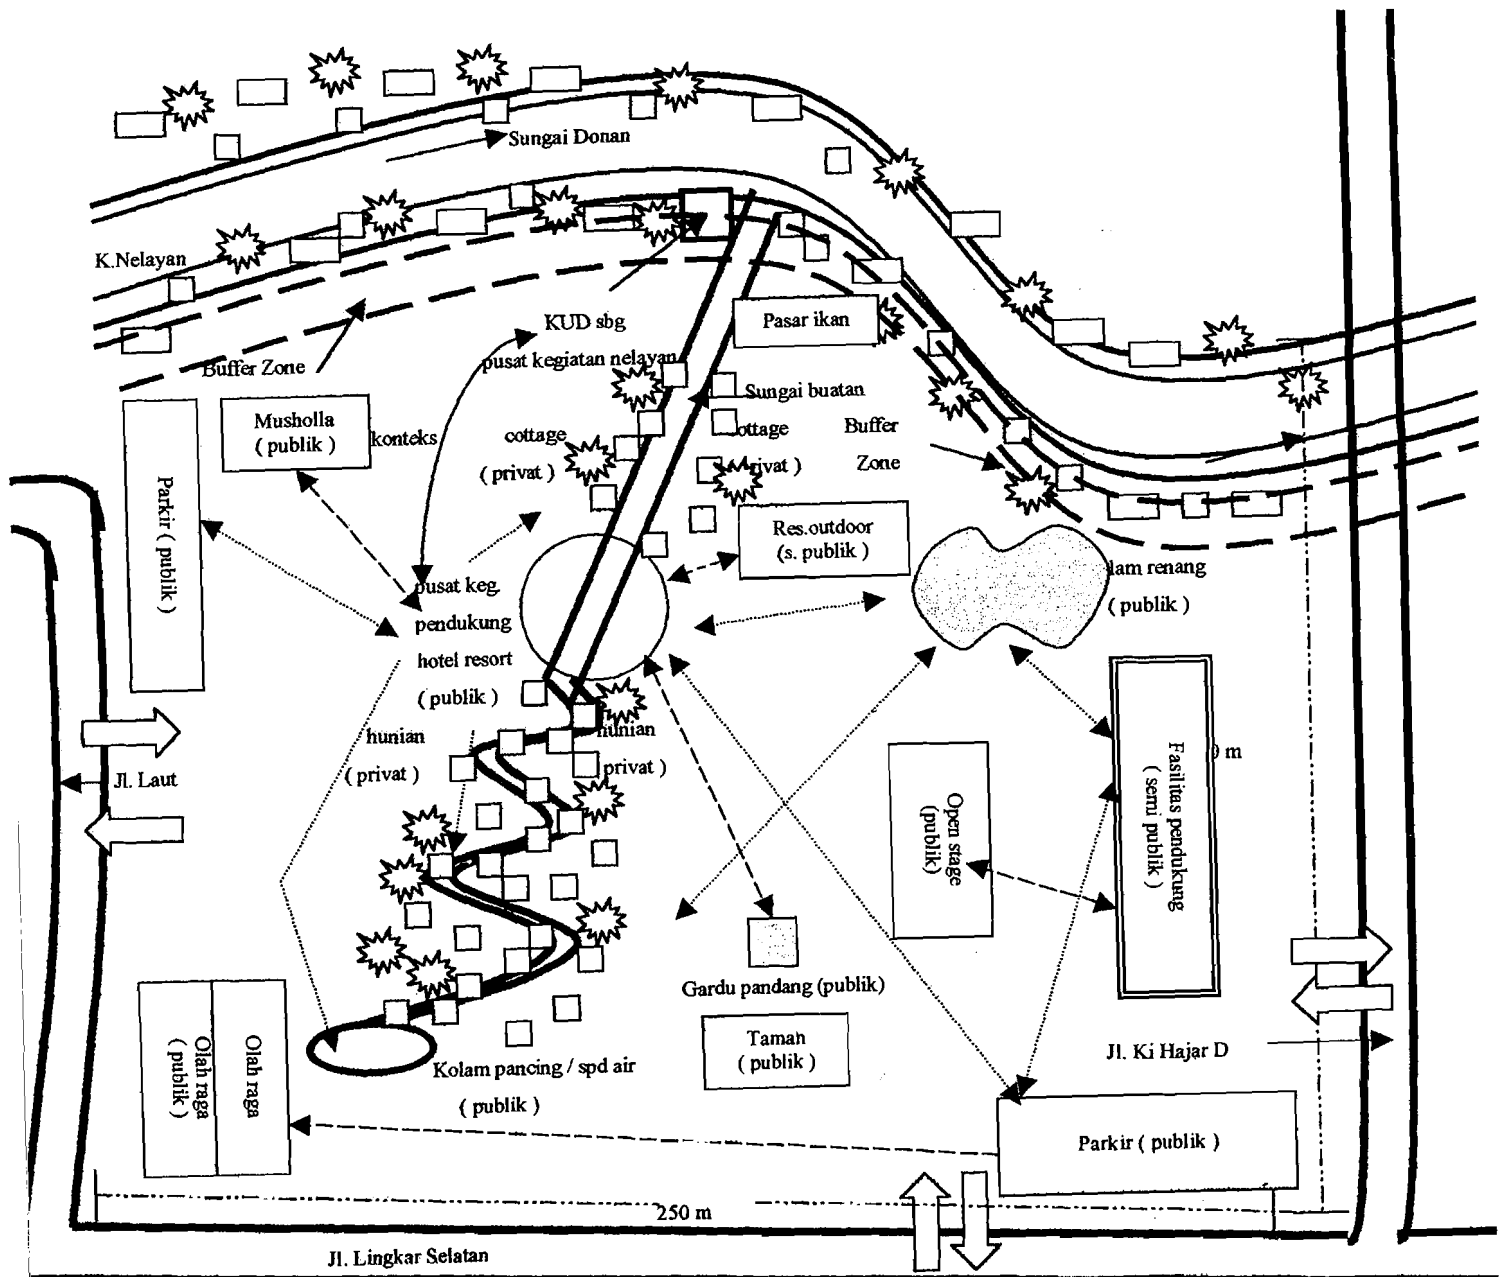 Sungai Donan
K.Nelayan
KUD sbg
pusat kegiatan nelayan
Pasar ikan
Buffer Zone
Sungai buatan
Musholla
( publik )
konteks
cottage
( privat )
Buffer
Zone
Parkir ( publik )
Res.outdoor
(s. publik )
pusat keg.
pendukung
hotel resort
( publik )
lam renang
( publik )
hunian
( privat )
hunian
privat )
Jl. Laut
Open stage
(publik)
Fasilitas pendukung
( semi publik )
m
Gardu pandang (publik)
Olah raga
Olah raga
( publik )
Taman
( publik )
Kolam pancing / spd air
( publik )
Jl. Ki Hajar D
Parkir ( publik )
250 m
Jl. Lingkar Selatan